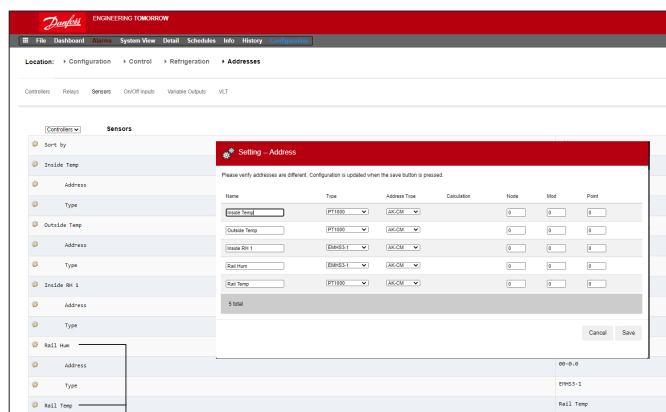 Danfoss ENGINEERING TOMORROW
File Dashboard Alarms System View Detail Schedules Info History Configuration
Location: Configuration Control Refrigeration Addresses
Controllers Relays Sensors On/Off Inputs Variable Outputs VLT
Controllers Sensors
Sort by
Inside Temp
Address
Type
Outside Temp
Address
Type
Inside RH 1
Address
Type
Rail Hum
Address 00-0.0
Type EMHS3-1
Rail Temp Rail Temp
Setting – Address
Please verify addresses are different. Configuration is updated when the save button is pressed.
Name Type Address Type Calculation Node Mod Point
Inside Temp PT1000 AK-CM 0 0 0
Outside Temp PT1000 AK-CM 0 0 0
Inside RH 1 EMHS3-1 AK-CM 0 0 0
Rail Hum EMHS3-1 AK-CM 0 0 0
Rail Temp PT1000 AK-CM 0 0 0
5 total
Cancel Save